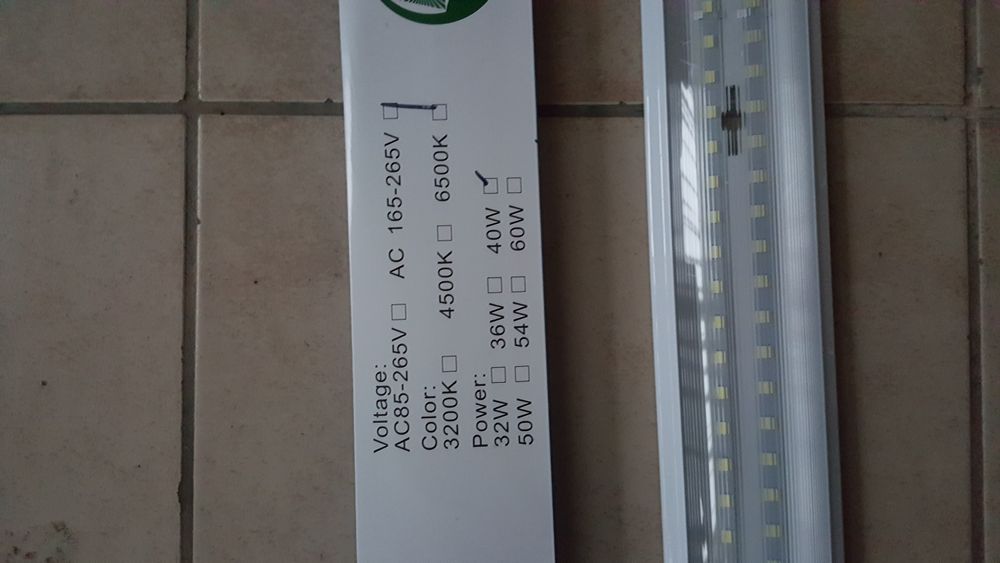 Voltage:
AC85-265V □ AC 165-265V □
Color:
3200K □ 4500K □ 6500K □
Power:
32W □ 36W □ 40W □
50W □ 54W □ 60W □